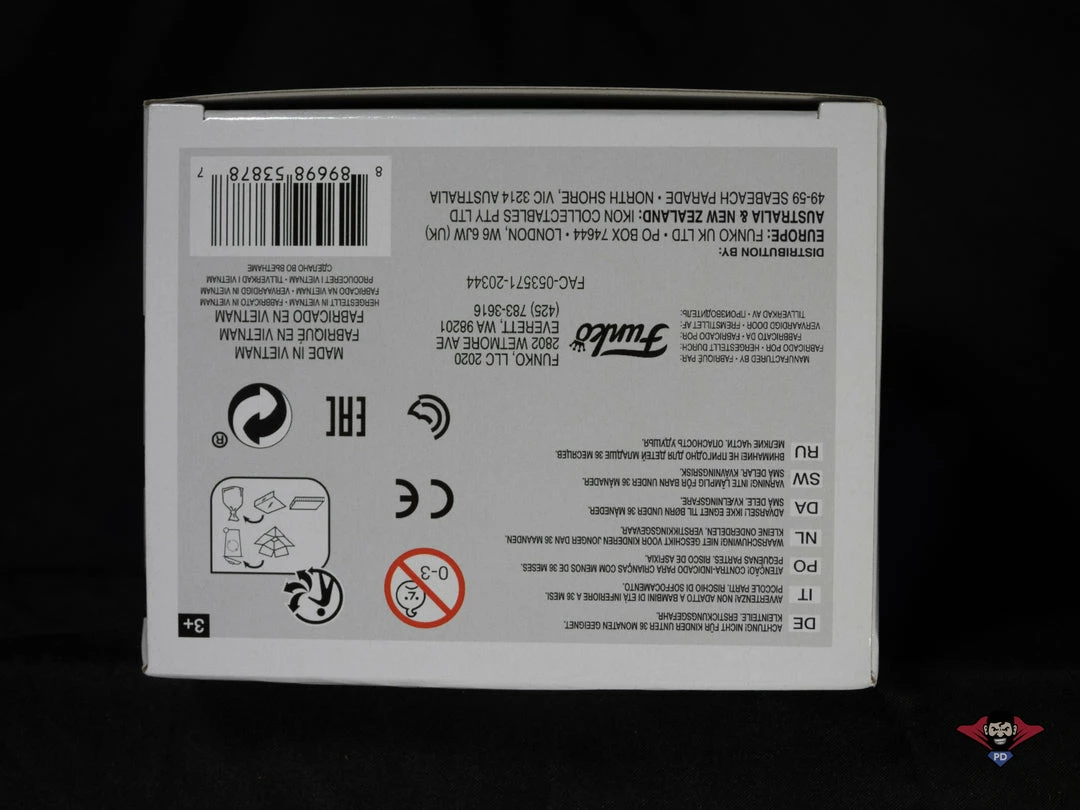 3+
DE
ACHTUNG! NICHT FÜR KINDER UNTER 36 MONATEN GEEIGNET.
KLEINTEILE. ERSTICKUNGSGEFAHR.
IT
AVVERTENZA! NON ADATTO A BAMBINI DI ETÀ INFERIORE A 36 MESI.
PICCOLE PARTI. RISCHIO DI SOFFOCAMENTO.
PO
ATENÇÃO! CONTRA-INDICADO PARA CRIANÇAS COM MENOS DE 36 MESES.
PEQUENAS PARTES. RISCO DE ASFIXIA.
NL
WAARSCHUWING! NIET GESCHIKT VOOR KINDEREN JONGER DAN 36 MAANDEN.
KLEINE ONDERDELEN. VERSTIKKINGSGEVAAR.
DA
ADVARSEL! IKKE EGNET TIL BØRN UNDER 36 MÅNEDER.
SMÅ DELE. KVÆLNINGSFARE.
SW
VARNING! INTE LÄMPLIG FÖR BARN UNDER 36 MÅNADER.
SMÅ DELAR. KVÄVNINGSRISK.
RU
ВНИМАНИЕ! НЕ ПРИГОДНО ДЛЯ ДЕТЕЙ МЛАДШЕ 36 МЕСЯЦЕВ.
МЕЛКИЕ ЧАСТИ. ОПАСНОСТЬ УДУШЬЯ.
0-3
CE
EAC
®
MANUFACTURED BY • FABRIQUÉ PAR:
FABRICADO POR • HERGESTELLT DURCH:
FABBRICATO DA • FABRICADO POR:
VERVAARDIGD DOOR • FREMSTILLET AF:
TILLVERKAD AV • ПРОИЗВОДИТЕЛЬ:
Funko
FUNKO, LLC 2020
2802 WETMORE AVE
EVERETT, WA 98201
(425) 783-3616
FAC-053571-20344
MADE IN VIETNAM
FABRIQUÉ EN VIETNAM
FABRICADO EN VIETNAM
HERGESTELLT IN VIETNAM • FABBRICATO IN VIETNAM
FABRICADO NA VIETNAM • VERVAARDIGD IN VIETNAM
PRODUCERET I VIETNAM • TILLVERKAD I VIETNAM
СДЕЛАНО ВО ВЬЕТНАМЕ
DISTRIBUTION BY:
EUROPE: FUNKO UK LTD • PO BOX 74644 • LONDON, W6 6JW (UK)
AUSTRALIA & NEW ZEALAND: IKON COLLECTABLES PTY LTD
49-59 SEABEACH PARADE • NORTH SHORE, VIC 3214 AUSTRALIA
8 89698 53878 7
PD